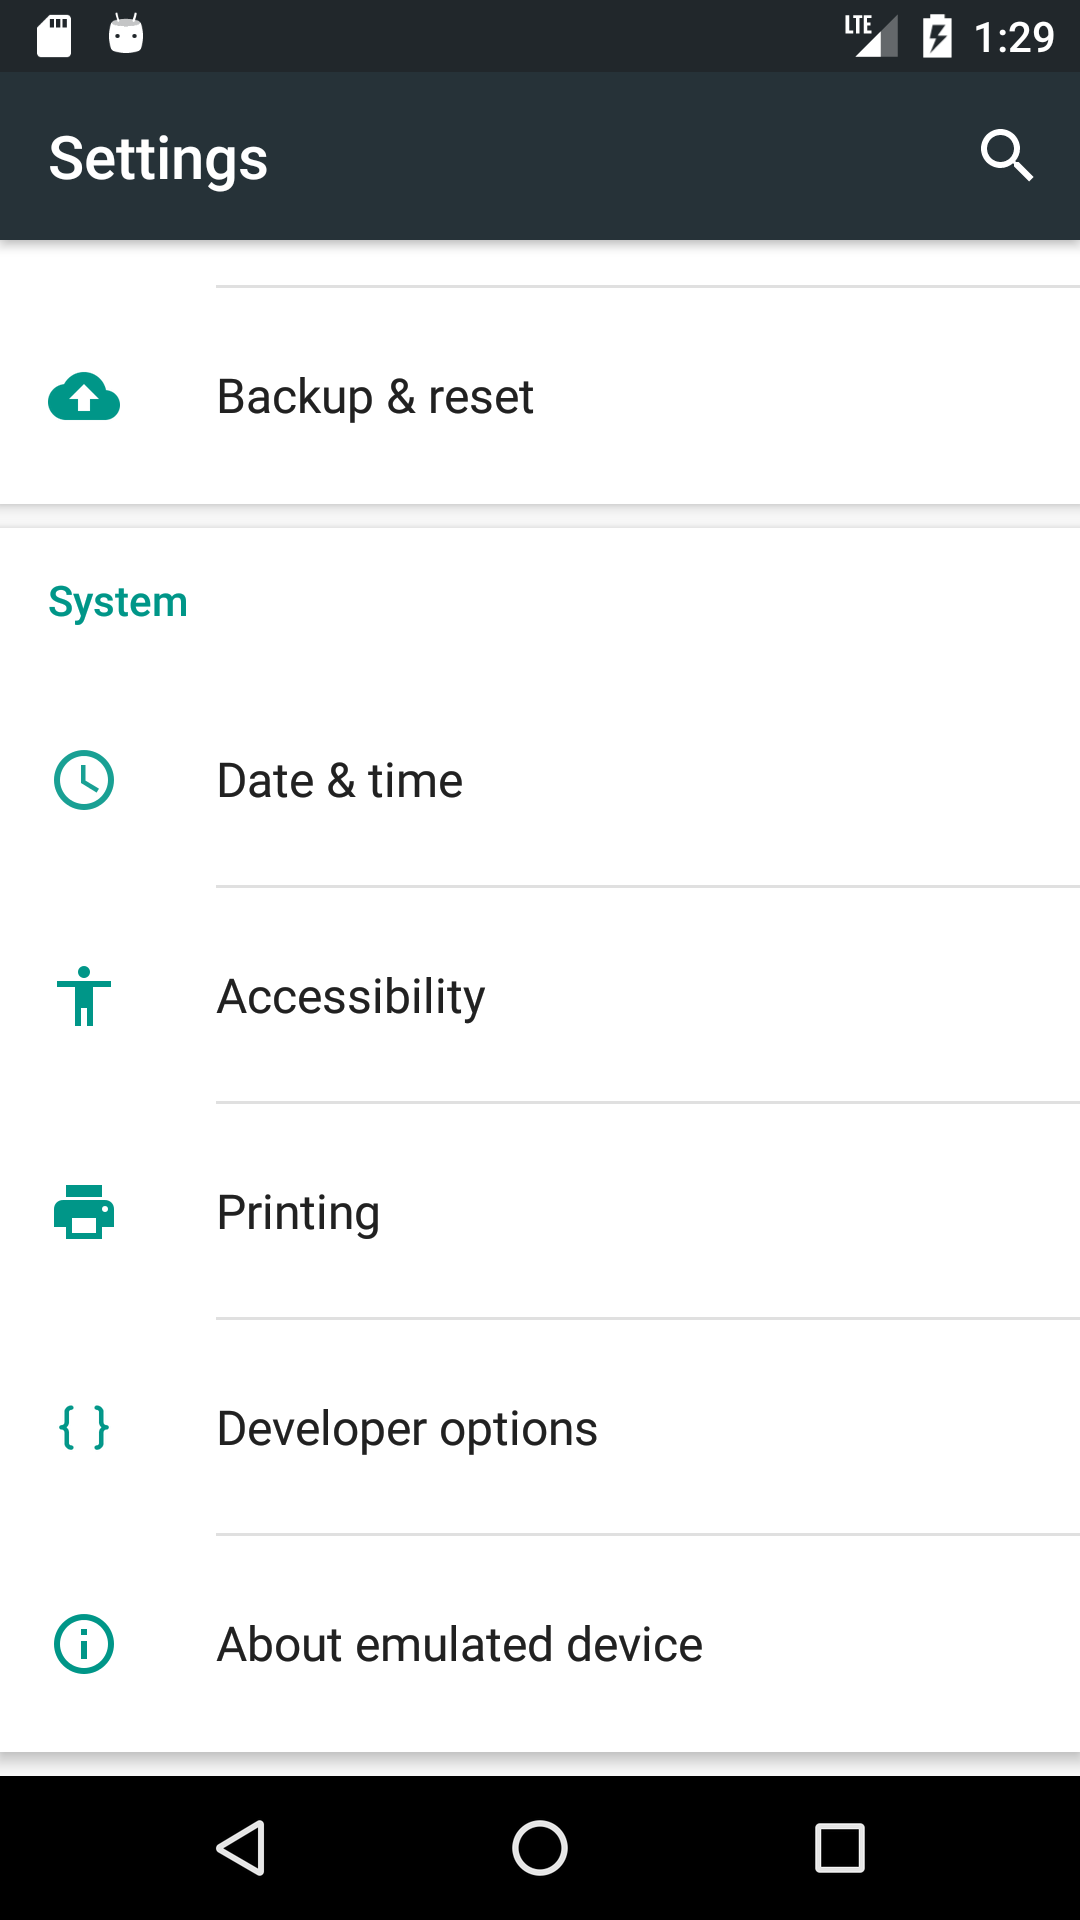 LTE 1:29
Settings
Backup & reset
System
Date & time
Accessibility
Printing
Developer options
About emulated device